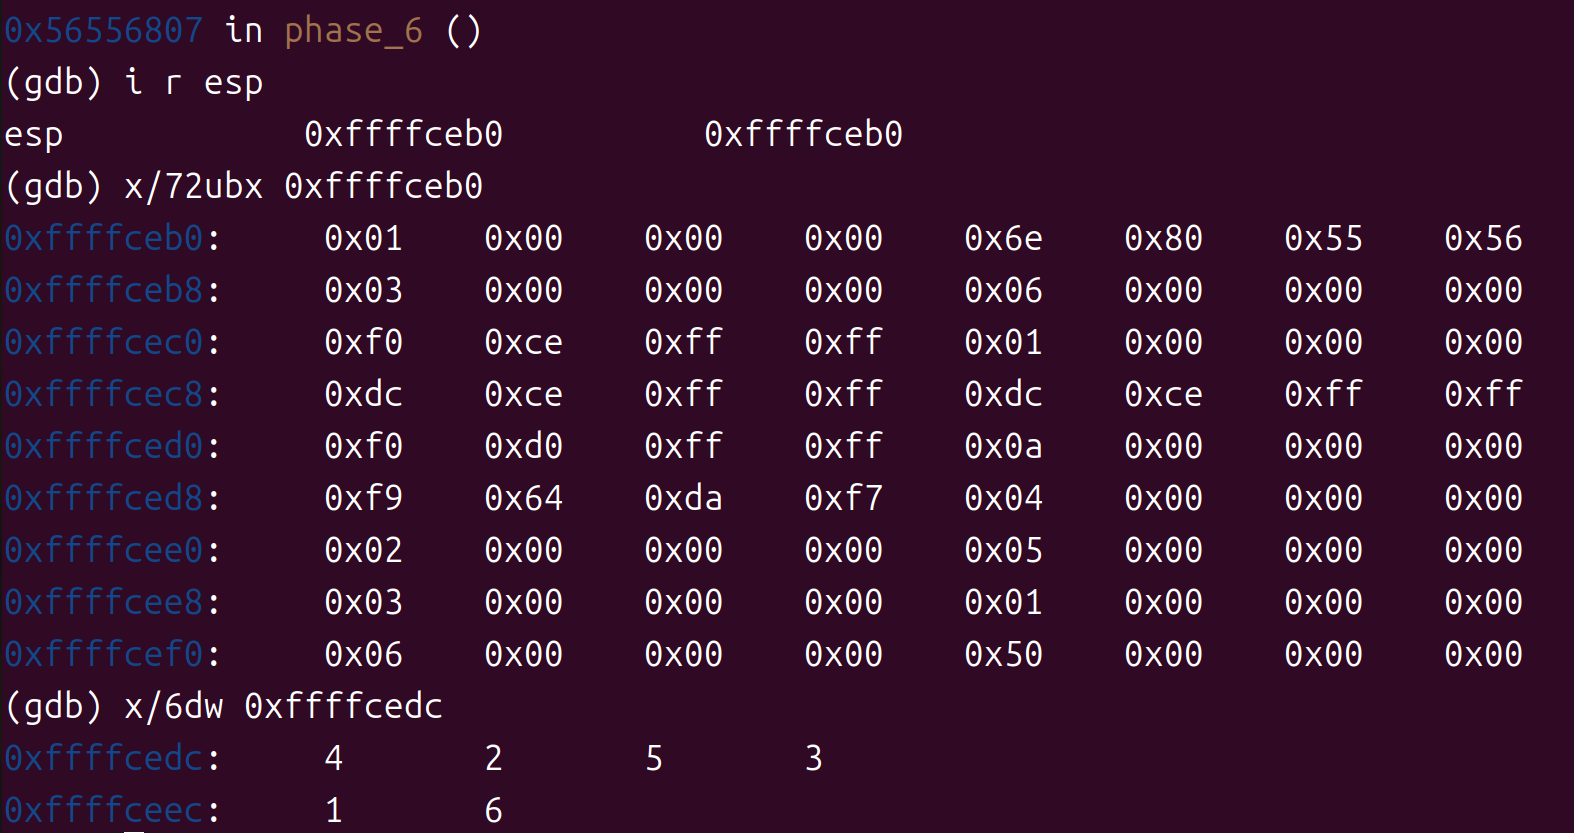 0x56556807 in phase_6 ()
(gdb) i r esp
esp            0xffffceb0          0xffffceb0
(gdb) x/72ubx 0xffffceb0
0xffffceb0:     0x01    0x00    0x00    0x00    0x6e    0x80    0x55    0x56
0xffffceb8:     0x03    0x00    0x00    0x00    0x06    0x00    0x00    0x00
0xffffcec0:     0xf0    0xce    0xff    0xff    0x01    0x00    0x00    0x00
0xffffcec8:     0xdc    0xce    0xff    0xff    0xdc    0xce    0xff    0xff
0xffffced0:     0xf0    0xd0    0xff    0xff    0x0a    0x00    0x00    0x00
0xffffced8:     0xf9    0x64    0xda    0xf7    0x04    0x00    0x00    0x00
0xffffcee0:     0x02    0x00    0x00    0x00    0x05    0x00    0x00    0x00
0xffffcee8:     0x03    0x00    0x00    0x00    0x01    0x00    0x00    0x00
0xffffcef0:     0x06    0x00    0x00    0x00    0x50    0x00    0x00    0x00
(gdb) x/6dw 0xffffcedc
0xffffcedc:     4       2       5       3
0xffffceec:     1       6